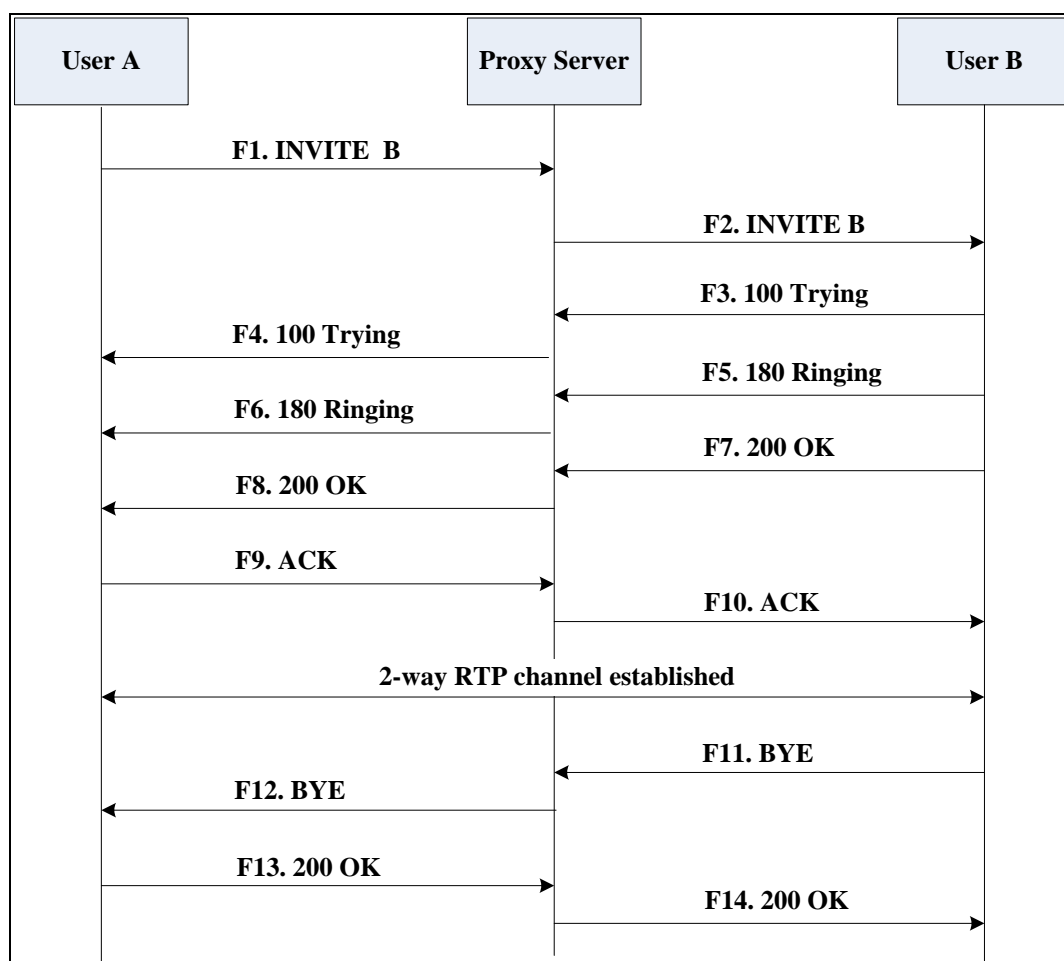 User A
Proxy Server
User B
F1. INVITE  B
F2. INVITE B
F3. 100 Trying
F4. 100 Trying
F5. 180 Ringing
F6. 180 Ringing
F7. 200 OK
F8. 200 OK
F9. ACK
F10. ACK
2-way RTP channel established
F11. BYE
F12. BYE
F13. 200 OK
F14. 200 OK